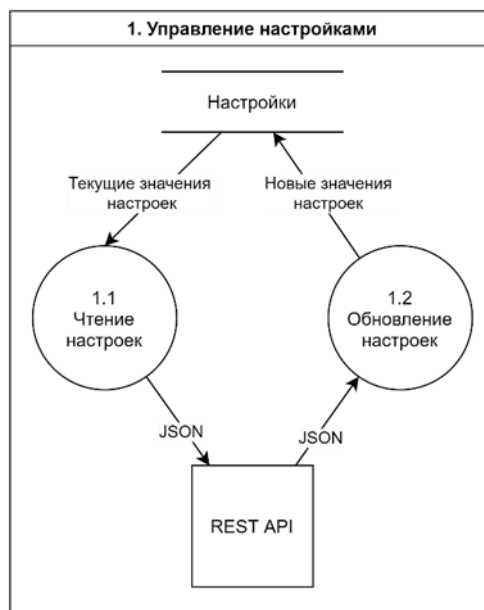 1. Управление настройками
Настройки
Текущие значения
настроек
Новые значения
настроек
1.1
Чтение
настроек
1.2
Обновление
настроек
JSON
JSON
REST API